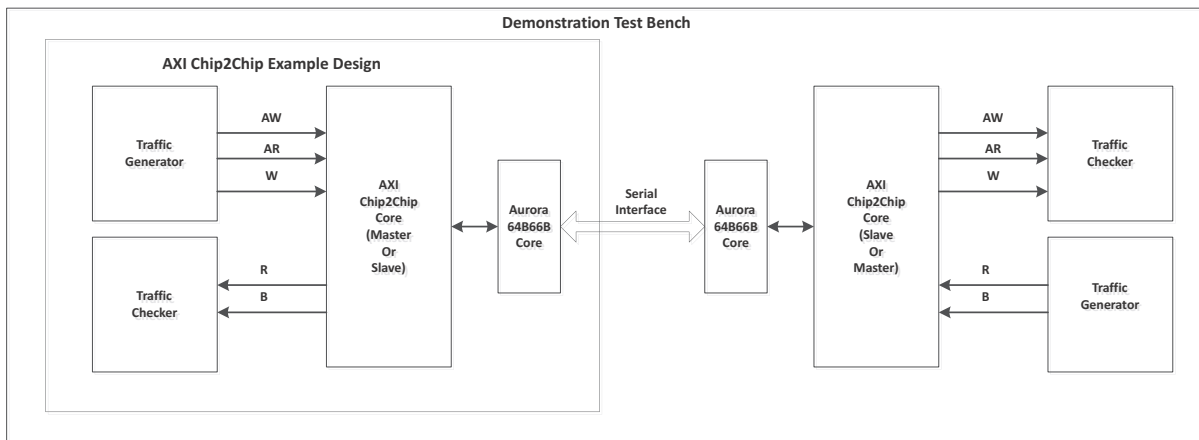 Demonstration Test Bench
AXI Chip2Chip Example Design
Traffic
Generator
AW
AR
W
AXI
Chip2Chip
Core
(Master
Or
Slave)
Traffic
Checker
R
B
Aurora
64B66B
Core
Serial
Interface
Aurora
64B66B
Core
AXI
Chip2Chip
Core
(Slave
Or
Master)
AW
AR
W
Traffic
Checker
R
B
Traffic
Generator